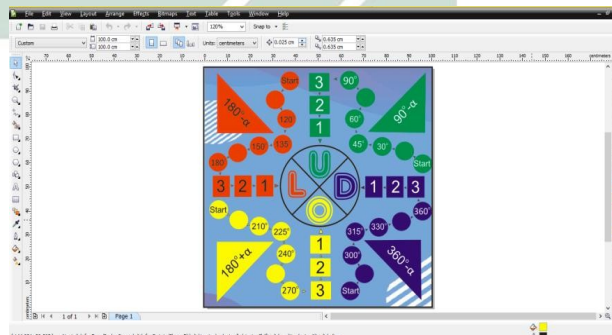 File Edit View Layout Arrange Effects Bitmaps Text Table Tools Window Help
120% Snap to
Custom 100.0 cm 100.0 cm Units: centimeters 0.025 cm 0.635 cm 0.635 cm
centimeters
Start 3 90°
2
180°-α 120 1 60° 90°-α
150° 135° 45° 30°
180 Start
U
3 2 1 L D 1 2 3
O
Start 360°
210° 225° 315° 330°
1
180°+α 240° 2 300° 360°-α
270° 3 Start
1 of 1 Page 1